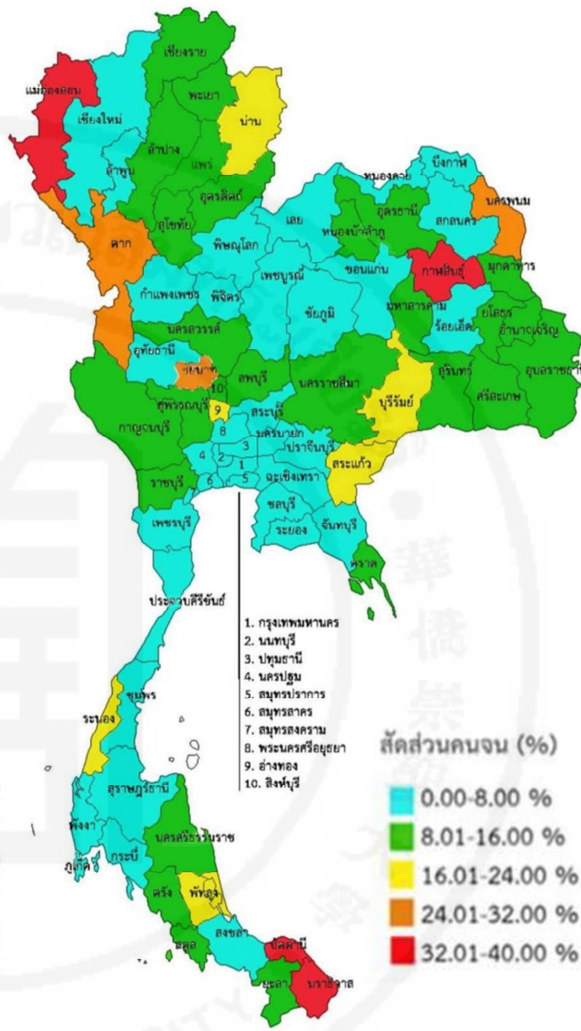 เชียงราย
แม่ฮ่องสอน
พะเยา
น่าน
เชียงใหม่
ลำปาง
แพร่
ลำพูน
อุตรดิตถ์
สุโขทัย
ตาก
พิษณุโลก
เลย
หนองคาย
บึงกาฬ
นครพนม
อุดรธานี
สกลนคร
หนองบัวลำภู
กำแพงเพชร
พิจิตร
เพชรบูรณ์
ขอนแก่น
กาฬสินธุ์
มุกดาหาร
ชัยภูมิ
มหาสารคาม
ร้อยเอ็ด
ยโสธร
อำนาจเจริญ
นครสวรรค์
อุทัยธานี
ชัยนาท
10
ลพบุรี
นครราชสีมา
บุรีรัมย์
สุรินทร์
ศรีสะเกษ
อุบลราชธานี
สุพรรณบุรี
9
สระบุรี
กาญจนบุรี
8
นครนายก
3
ปราจีนบุรี
4
2
1
สระแก้ว
ฉะเชิงเทรา
ราชบุรี
6
5
ชลบุรี
เพชรบุรี
ระยอง
จันทบุรี
ตราด
ประจวบคีรีขันธ์
1. กรุงเทพมหานคร
2. นนทบุรี
3. ปทุมธานี
4. นครปฐม
5. สมุทรปราการ
6. สมุทรสาคร
7. สมุทรสงคราม
8. พระนครศรีอยุธยา
9. อ่างทอง
10. สิงห์บุรี
ชุมพร
ระนอง
สุราษฎร์ธานี
พังงา
นครศรีธรรมราช
ภูเก็ต
กระบี่
ตรัง
พัทลุง
สงขลา
สตูล
ปัตตานี
ยะลา
นราธิวาส
สัดส่วนคนจน (%)
0.00-8.00 %
8.01-16.00 %
16.01-24.00 %
24.01-32.00 %
32.01-40.00 %
華
僑
崇